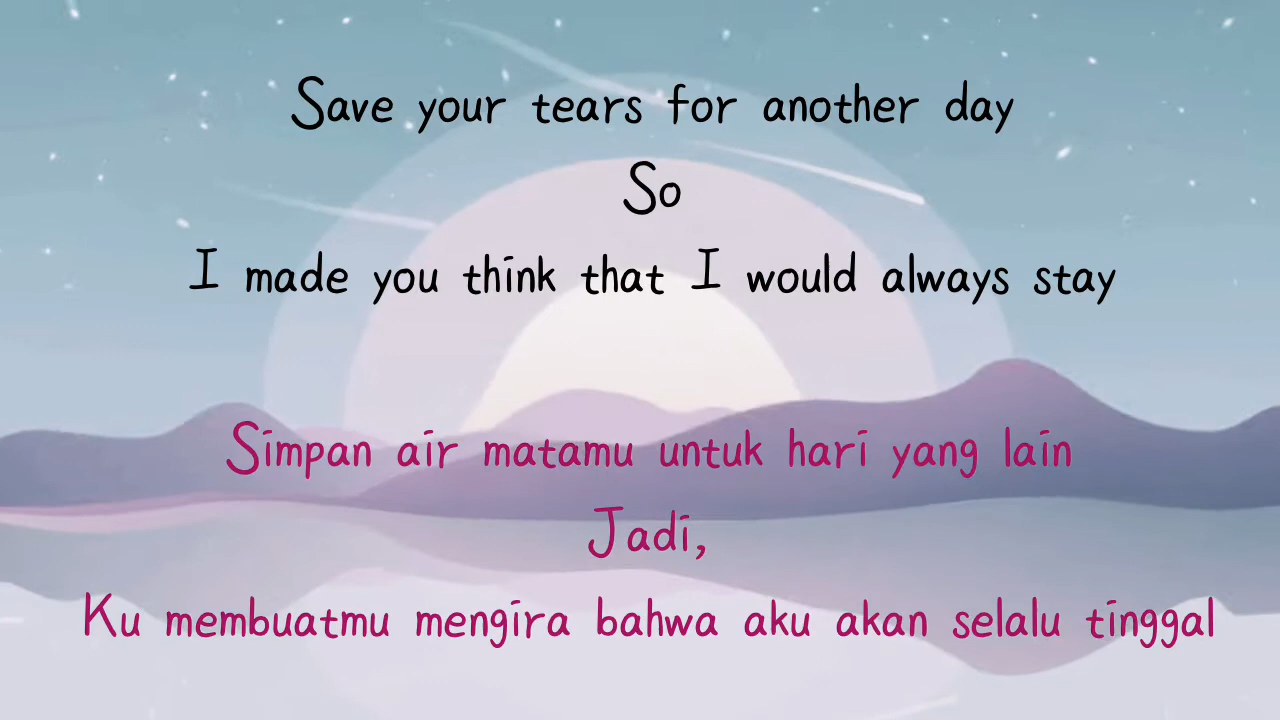 Save your tears for another day
So
I made you think that I would always stay
Simpan air matamu untuk hari yang lain
Jadi,
Ku membuatmu mengira bahwa aku akan selalu tinggal